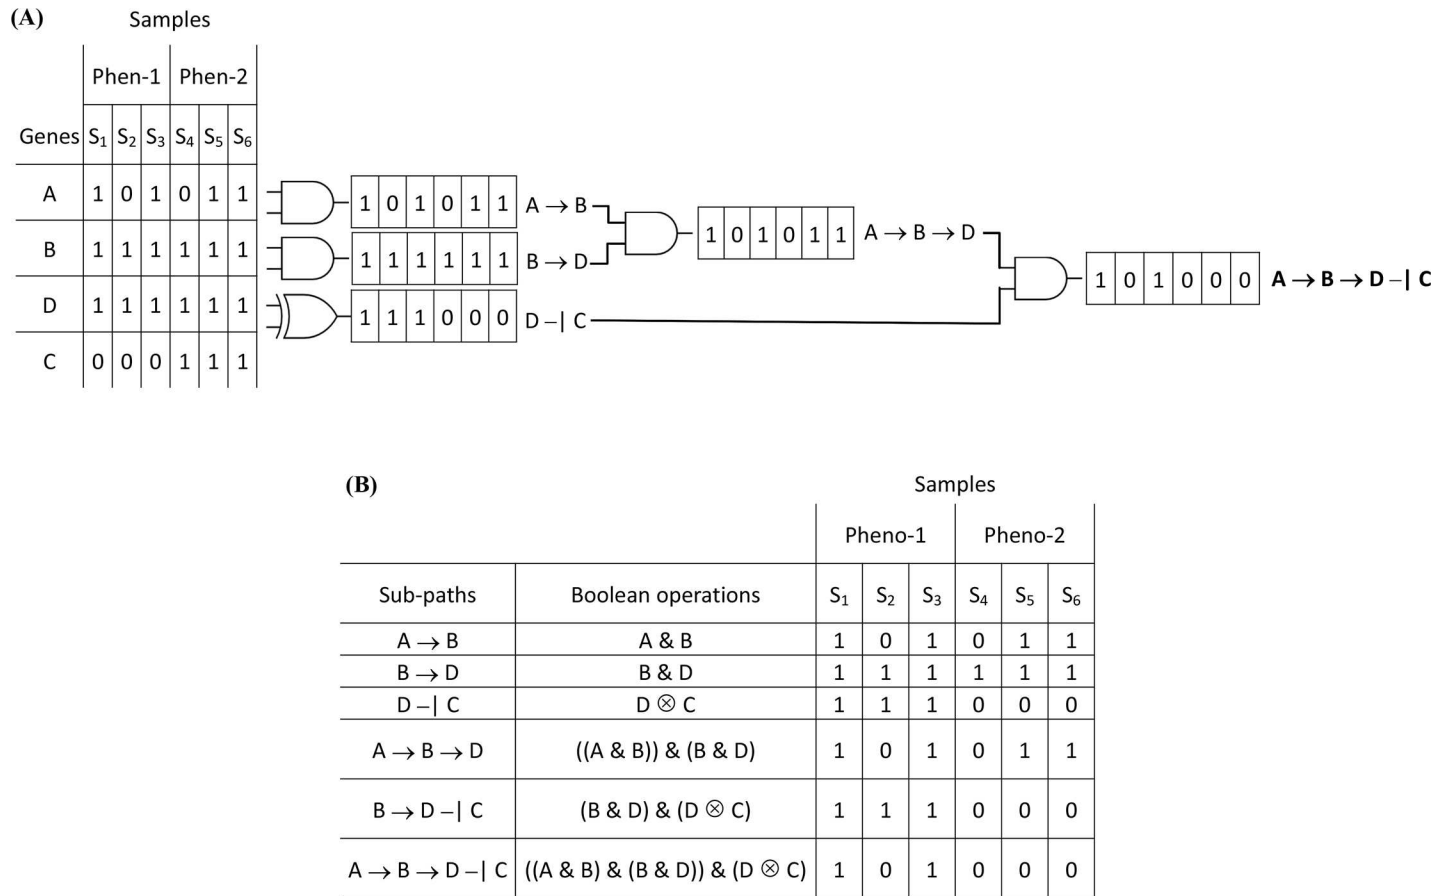 (A) Samples
Phen-1 Phen-2
Genes S₁ S₂ S₃ S₄ S₅ S₆
A 1 0 1 0 1 1
1 0 1 0 1 1 A → B
B 1 1 1 1 1 1
1 1 1 1 1 1 B → D
1 0 1 0 1 1 A → B → D
D 1 1 1 1 1 1
1 1 1 0 0 0 D –| C
1 0 1 0 0 0 A → B → D –| C
C 0 0 0 1 1 1
(B) Samples
Pheno-1 Pheno-2
Sub-paths Boolean operations S₁ S₂ S₃ S₄ S₅ S₆
A → B A & B 1 0 1 0 1 1
B → D B & D 1 1 1 1 1 1
D –| C D ⊗ C 1 1 1 0 0 0
A → B → D ((A & B)) & (B & D) 1 0 1 0 1 1
B → D –| C (B & D) & (D ⊗ C) 1 1 1 0 0 0
A → B → D –| C ((A & B) & (B & D)) & (D ⊗ C) 1 0 1 0 0 0